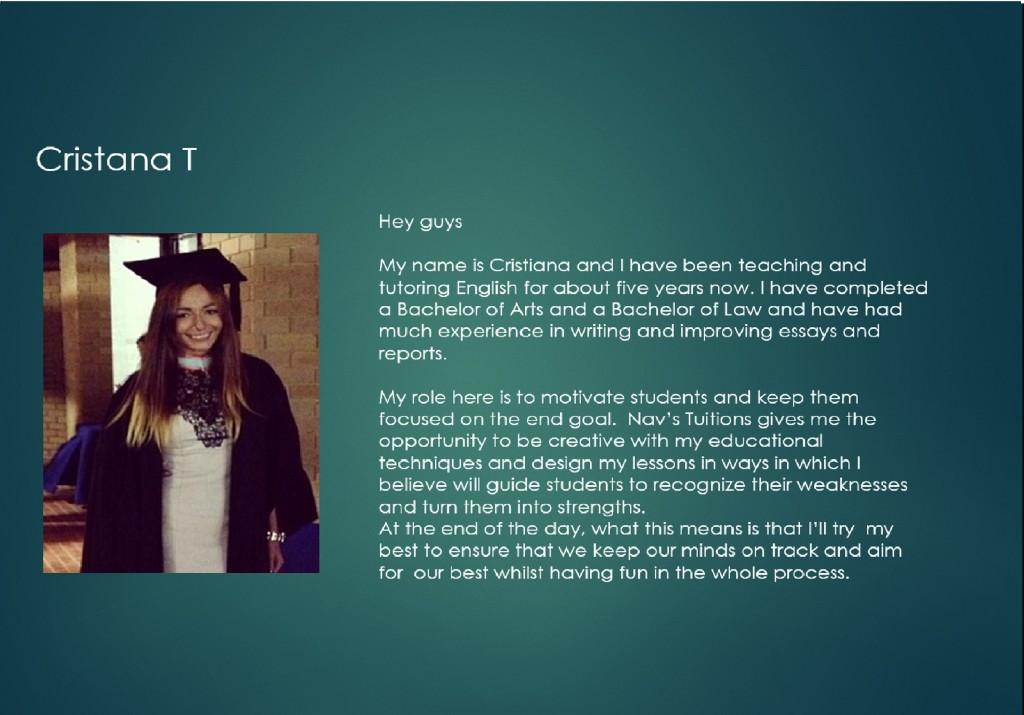 Cristana T
Hey guys
My name is Cristiana and I have been teaching and
tutoring English for about five years now. I have completed
a Bachelor of Arts and a Bachelor of Law and have had
much experience in writing and improving essays and
reports.
My role here is to motivate students and keep them
focused on the end goal.  Nav's Tuitions gives me the
opportunity to be creative with my educational
techniques and design my lessons in ways in which I
believe will guide students to recognize their weaknesses
and turn them into strengths.
At the end of the day, what this means is that I'll try  my
best to ensure that we keep our minds on track and aim
for  our best whilst having fun in the whole process.